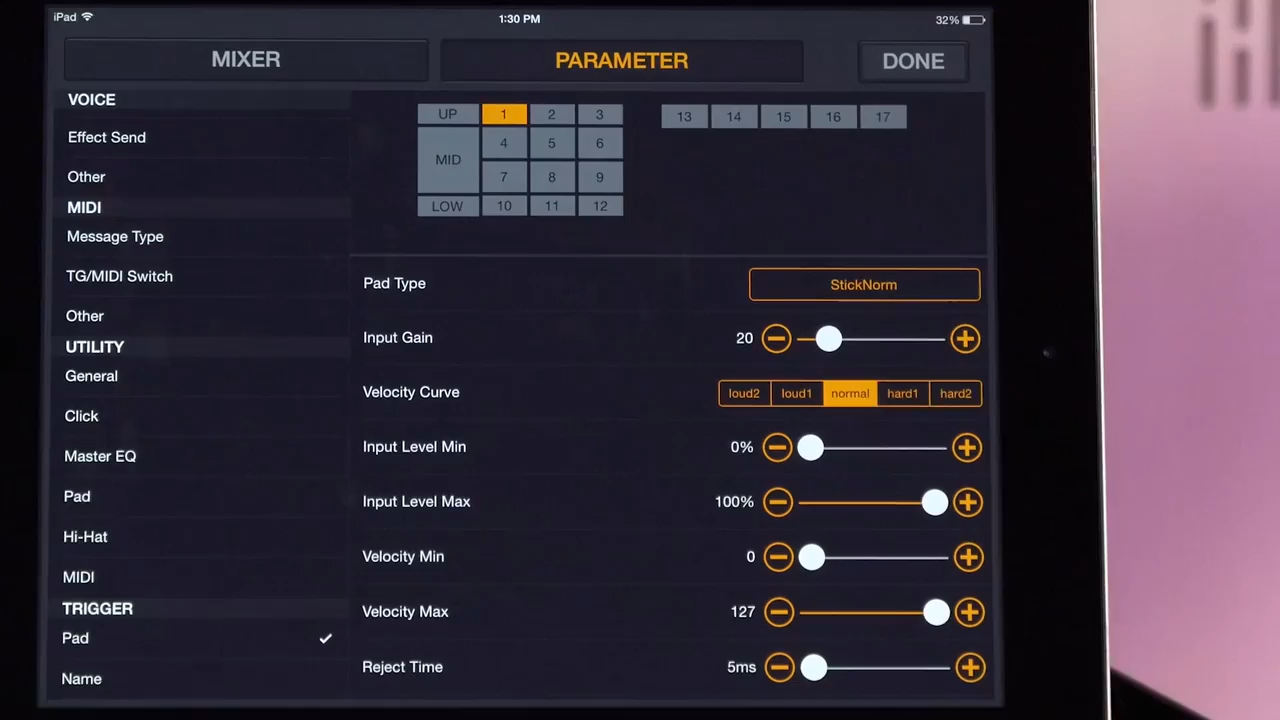 iPad 1:30 PM 32%
MIXER PARAMETER DONE
VOICE
Effect Send
Other
MIDI
Message Type
TG/MIDI Switch
Other
UTILITY
General
Click
Master EQ
Pad
Hi-Hat
MIDI
TRIGGER
Pad
Name
UP 1 2 3
MID 4 5 6
7 8 9
LOW 10 11 12
13 14 15 16 17
Pad Type StickNorm
Input Gain 20
Velocity Curve loud2 loud1 normal hard1 hard2
Input Level Min 0%
Input Level Max 100%
Velocity Min 0
Velocity Max 127
Reject Time 5ms